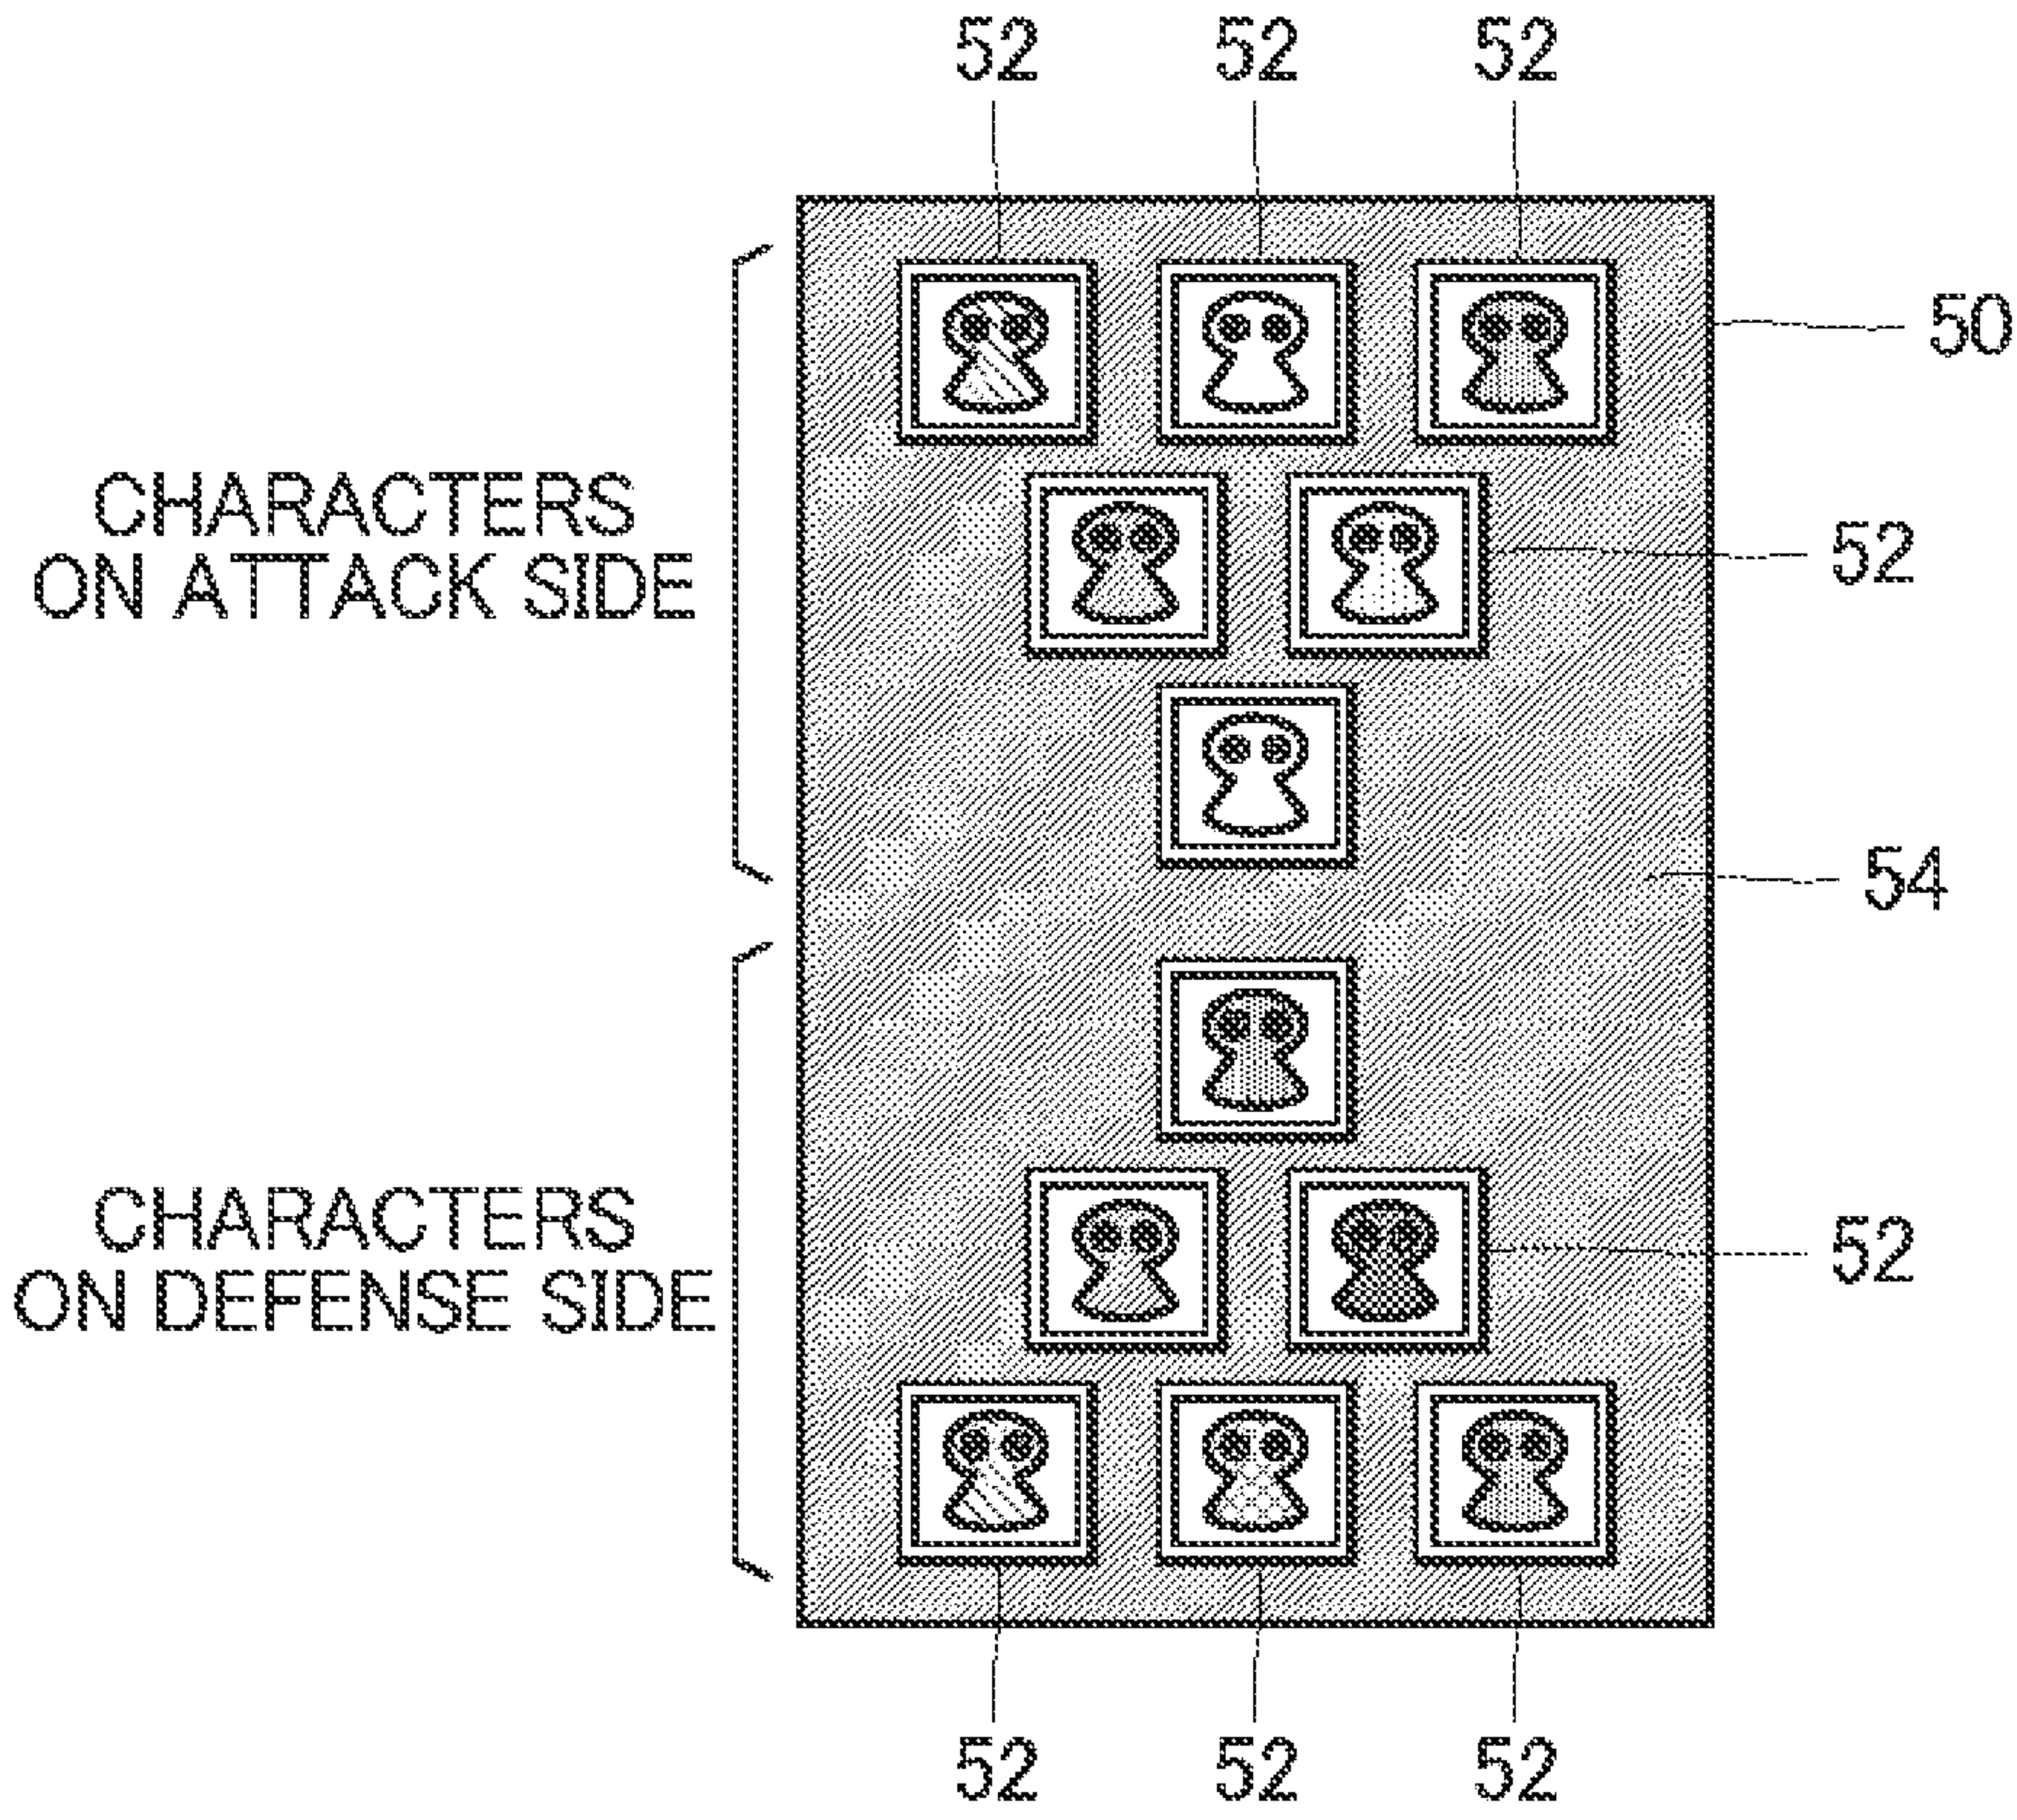 52 52 52
50
CHARACTERS
ON ATTACK SIDE
52
54
CHARACTERS
ON DEFENSE SIDE
52
52 52 52